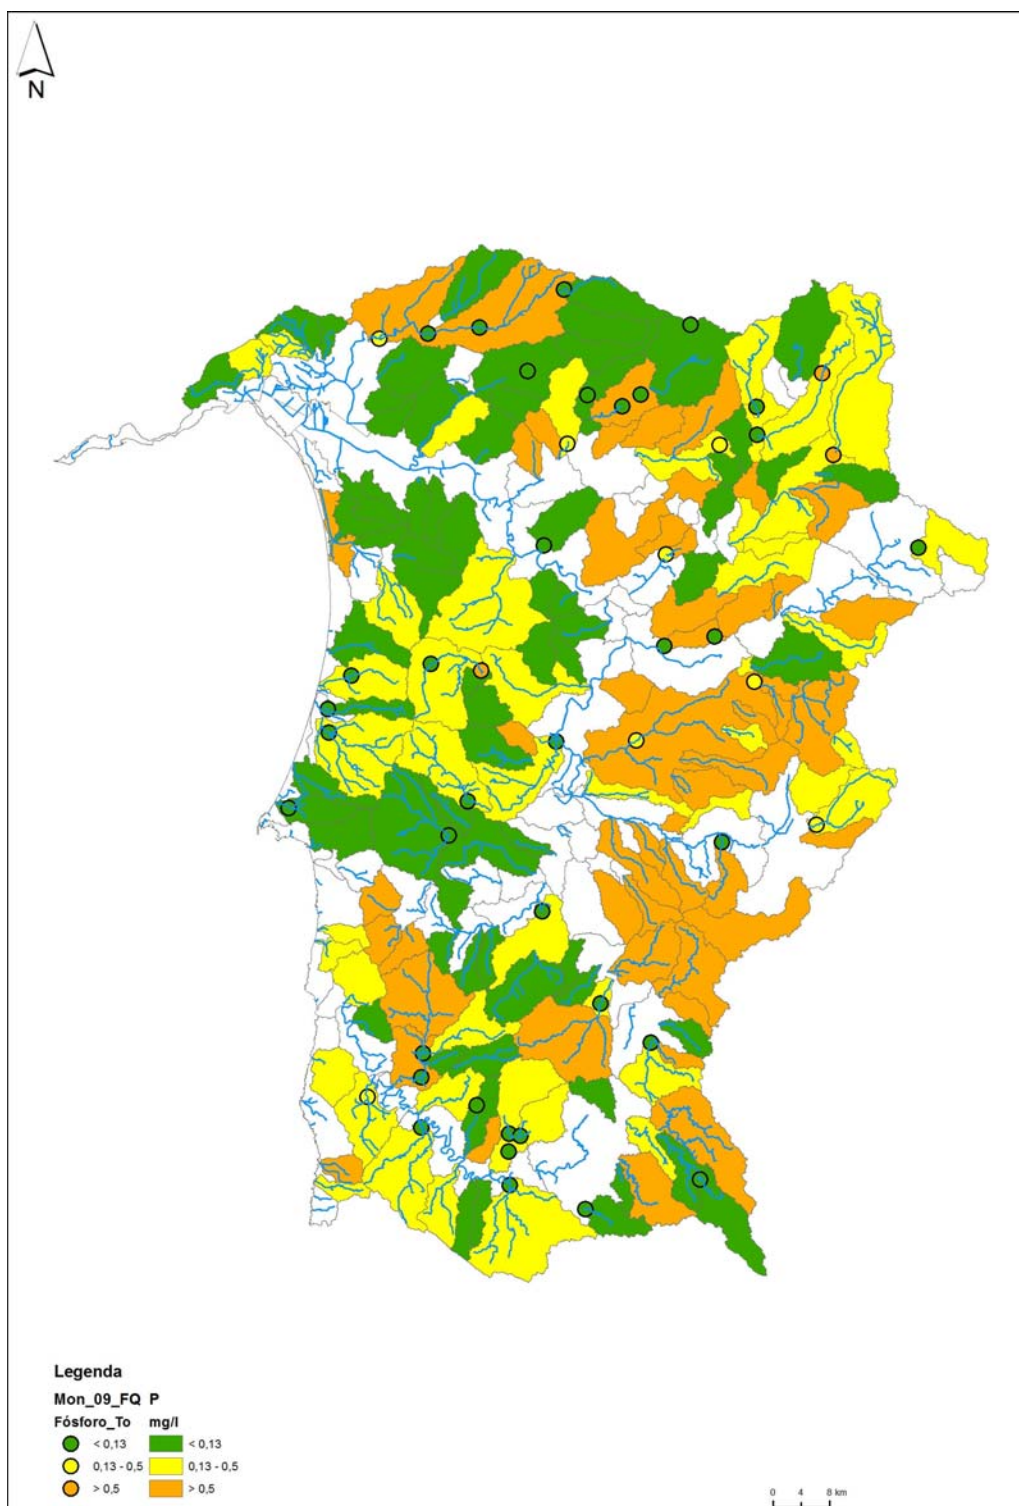 N
Legenda
Mon_09_FQ P
Fósforo_To mg/l
< 0,13 < 0,13
0,13 - 0,5 0,13 - 0,5
> 0,5 > 0,5
0 4 8 km